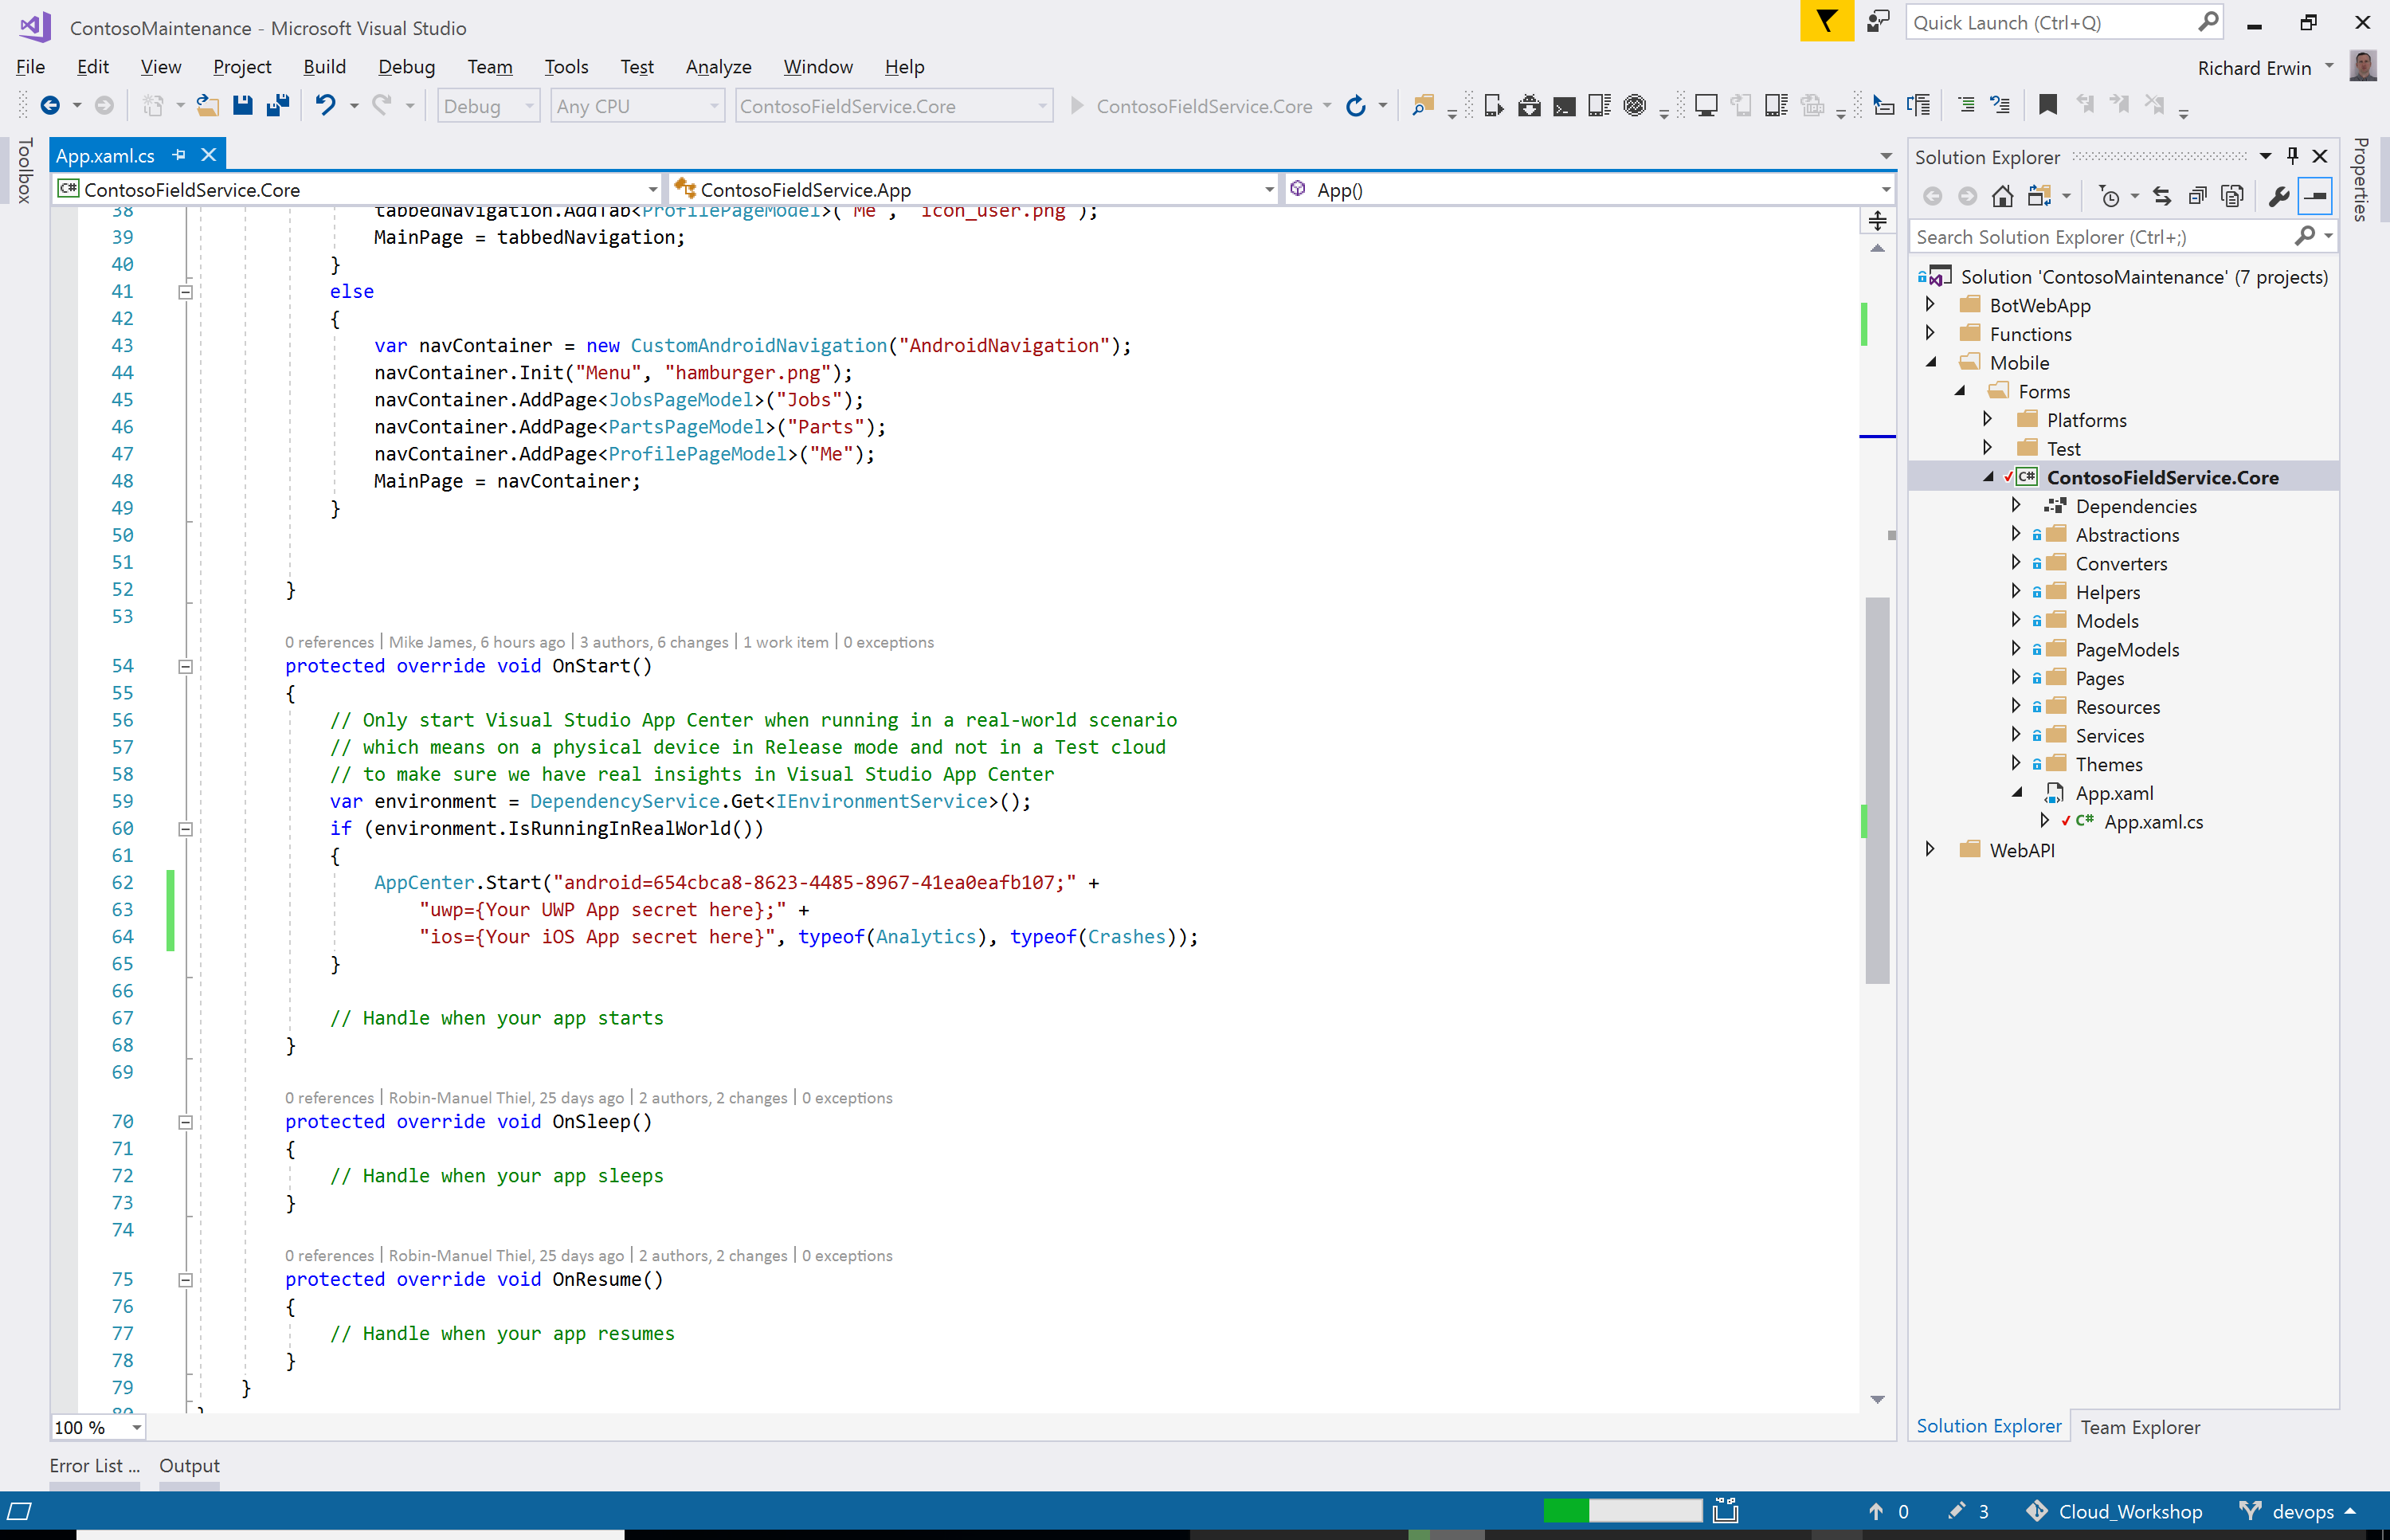 ContosoMaintenance - Microsoft Visual Studio
Quick Launch (Ctrl+Q)
File Edit View Project Build Debug Team Tools Test Analyze Window Help
Richard Erwin
Debug Any CPU ContosoFieldService.Core ContosoFieldService.Core
Toolbox
App.xaml.cs
ContosoFieldService.Core
ContosoFieldService.App
App()
38 tabbedNavigation.AddTab<ProfilePageModel>("Me", "icon_user.png");
39 MainPage = tabbedNavigation;
40 }
41 else
42 {
43 var navContainer = new CustomAndroidNavigation("AndroidNavigation");
44 navContainer.Init("Menu", "hamburger.png");
45 navContainer.AddPage<JobsPageModel>("Jobs");
46 navContainer.AddPage<PartsPageModel>("Parts");
47 navContainer.AddPage<ProfilePageModel>("Me");
48 MainPage = navContainer;
49 }
50
51
52 }
53
0 references | Mike James, 6 hours ago | 3 authors, 6 changes | 1 work item | 0 exceptions
54 protected override void OnStart()
55 {
56 // Only start Visual Studio App Center when running in a real-world scenario
57 // which means on a physical device in Release mode and not in a Test cloud
58 // to make sure we have real insights in Visual Studio App Center
59 var environment = DependencyService.Get<IEnvironmentService>();
60 if (environment.IsRunningInRealWorld())
61 {
62 AppCenter.Start("android=654cbca8-8623-4485-8967-41ea0eafb107;" +
63 "uwp={Your UWP App secret here};" +
64 "ios={Your iOS App secret here}", typeof(Analytics), typeof(Crashes));
65 }
66
67 // Handle when your app starts
68 }
69
0 references | Robin-Manuel Thiel, 25 days ago | 2 authors, 2 changes | 0 exceptions
70 protected override void OnSleep()
71 {
72 // Handle when your app sleeps
73 }
74
0 references | Robin-Manuel Thiel, 25 days ago | 2 authors, 2 changes | 0 exceptions
75 protected override void OnResume()
76 {
77 // Handle when your app resumes
78 }
79 }
80 }
100 %
Solution Explorer
Search Solution Explorer (Ctrl+;)
Solution 'ContosoMaintenance' (7 projects)
BotWebApp
Functions
Mobile
Forms
Platforms
Test
C# ContosoFieldService.Core
Dependencies
Abstractions
Converters
Helpers
Models
PageModels
Pages
Resources
Services
Themes
App.xaml
C# App.xaml.cs
WebAPI
Solution Explorer Team Explorer
Properties
Error List ... Output
0 3 Cloud_Workshop devops